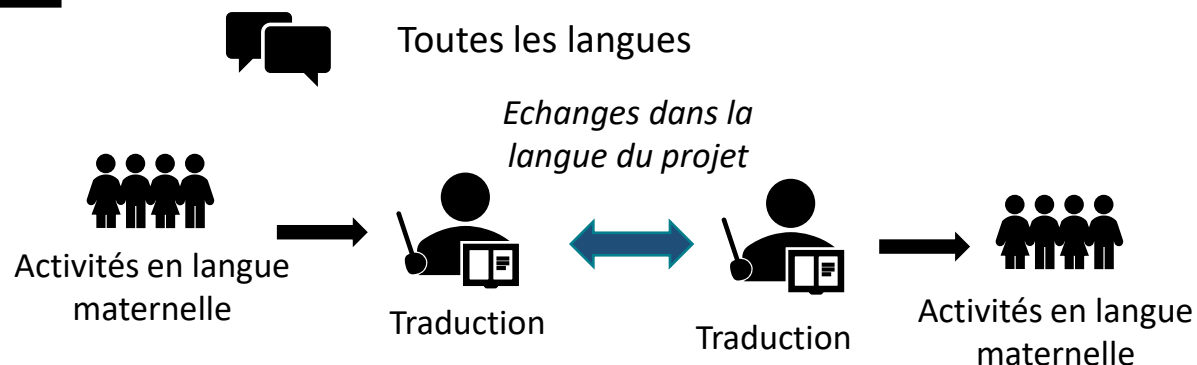 Toutes les langues
Echanges dans la
langue du projet
Activités en langue
maternelle
Traduction
Traduction
Activités en langue
maternelle